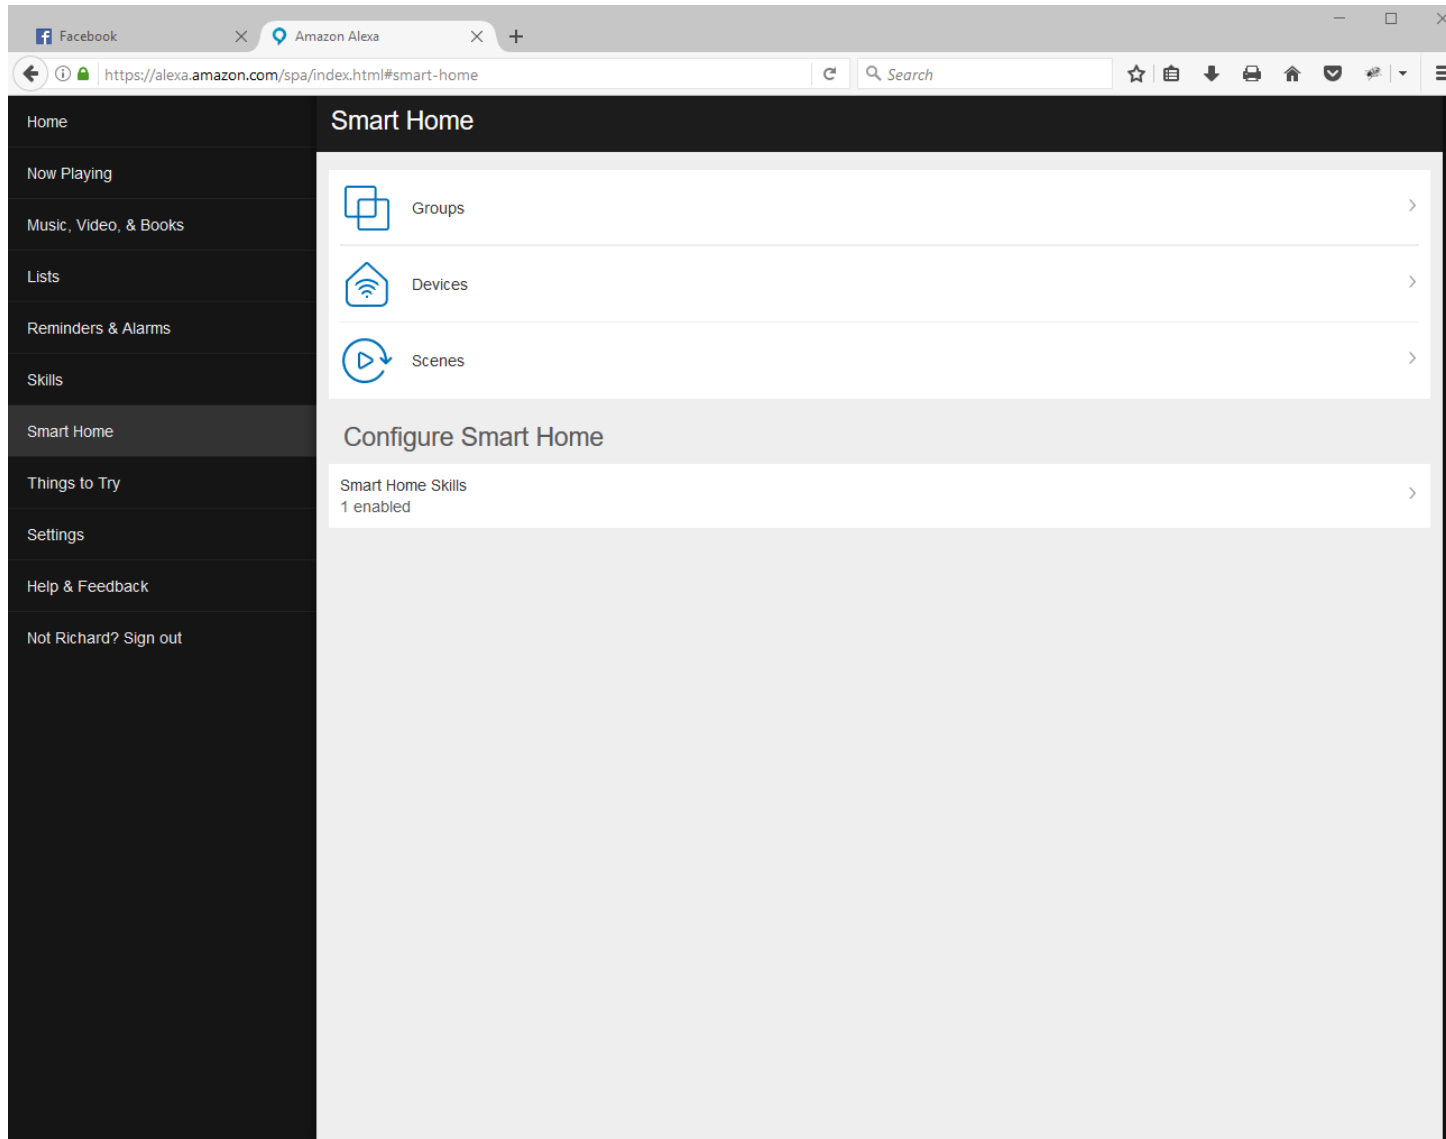 Facebook
Amazon Alexa
https://alexa.amazon.com/spa/index.html#smart-home
Search
Home
Now Playing
Music, Video, & Books
Lists
Reminders & Alarms
Skills
Smart Home
Things to Try
Settings
Help & Feedback
Not Richard? Sign out
Smart Home
Groups
Devices
Scenes
Configure Smart Home
Smart Home Skills
1 enabled